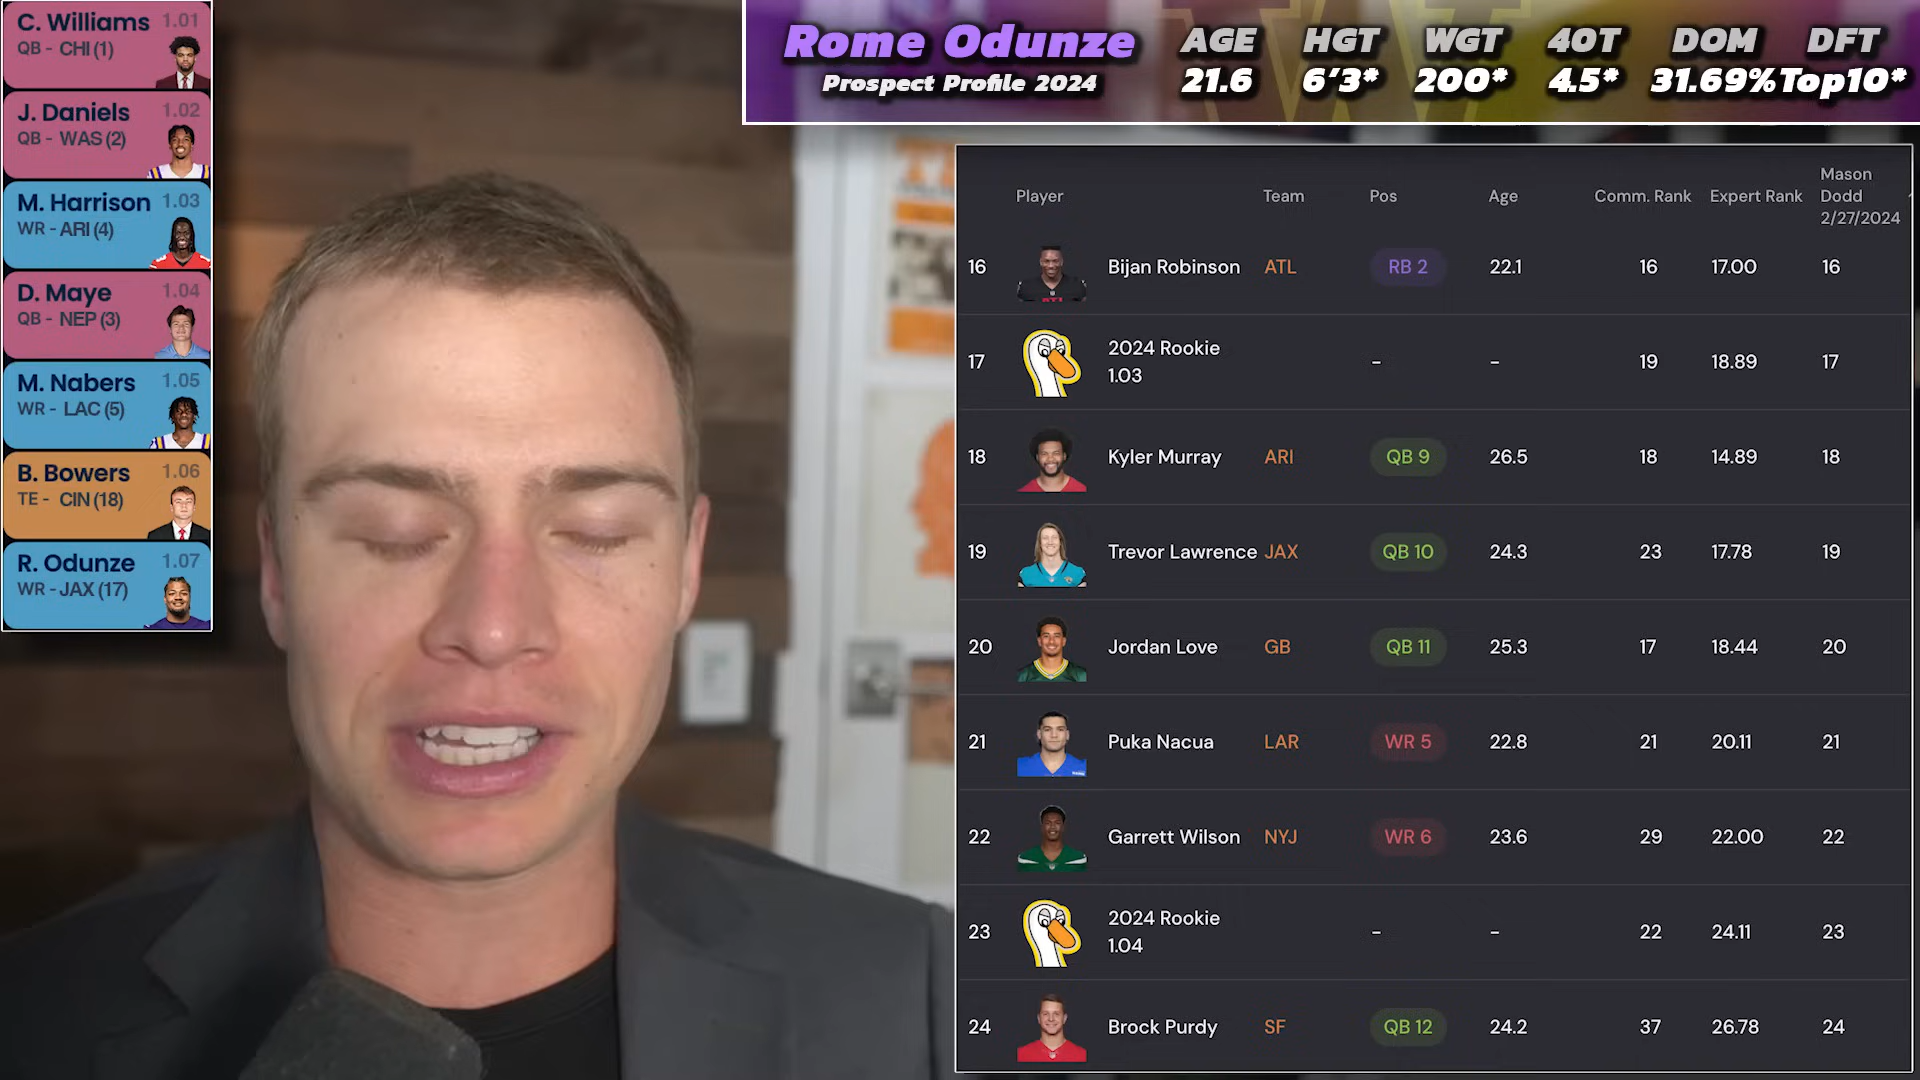 C. Williams 1.01
QB - CHI (1)
J. Daniels 1.02
QB - WAS (2)
M. Harrison 1.03
WR - ARI (4)
D. Maye 1.04
QB - NEP (3)
M. Nabers 1.05
WR - LAC (5)
B. Bowers 1.06
TE - CIN (18)
R. Odunze 1.07
WR - JAX (17)
Rome Odunze
Prospect Profile 2024
AGE HGT WGT 40T DOM DFT
21.6 6'3* 200* 4.5* 31.69% Top10*
Player Team Pos Age Comm. Rank Expert Rank Mason Dodd 2/27/2024
16 Bijan Robinson ATL RB 2 22.1 16 17.00 16
17 2024 Rookie 1.03 - - 19 18.89 17
18 Kyler Murray ARI QB 9 26.5 18 14.89 18
19 Trevor Lawrence JAX QB 10 24.3 23 17.78 19
20 Jordan Love GB QB 11 25.3 17 18.44 20
21 Puka Nacua LAR WR 5 22.8 21 20.11 21
22 Garrett Wilson NYJ WR 6 23.6 29 22.00 22
23 2024 Rookie 1.04 - - 22 24.11 23
24 Brock Purdy SF QB 12 24.2 37 26.78 24